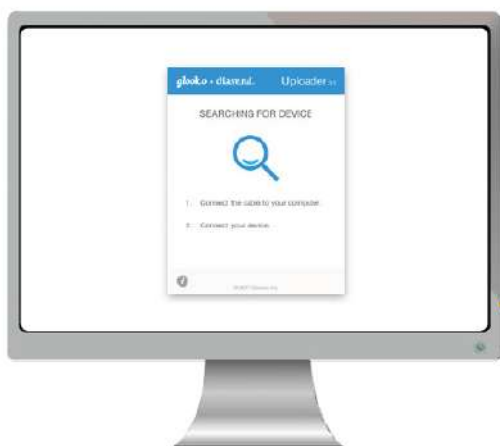 glooko + diasend. Uploader
SEARCHING FOR DEVICE
1. Connect the cable to your computer.
2. Connect your device.